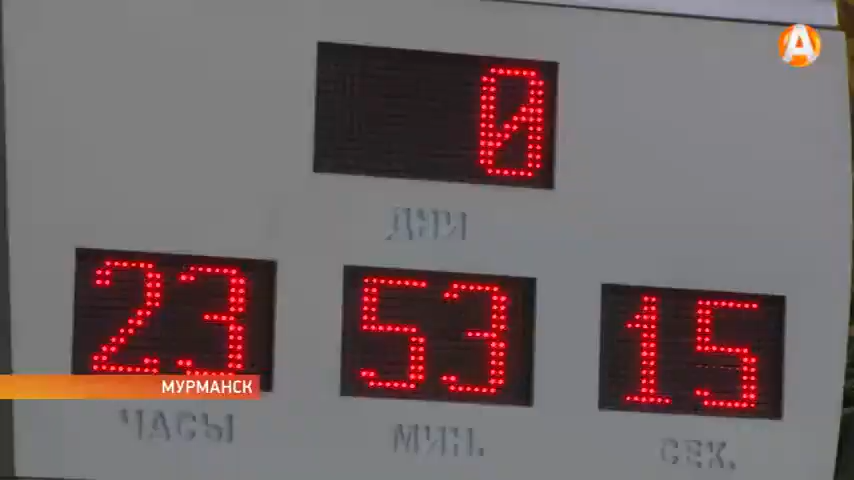 A
0
ДНИ
23 53 15
МУРМАНСК
ЧАСЫ МИН. СЕК.